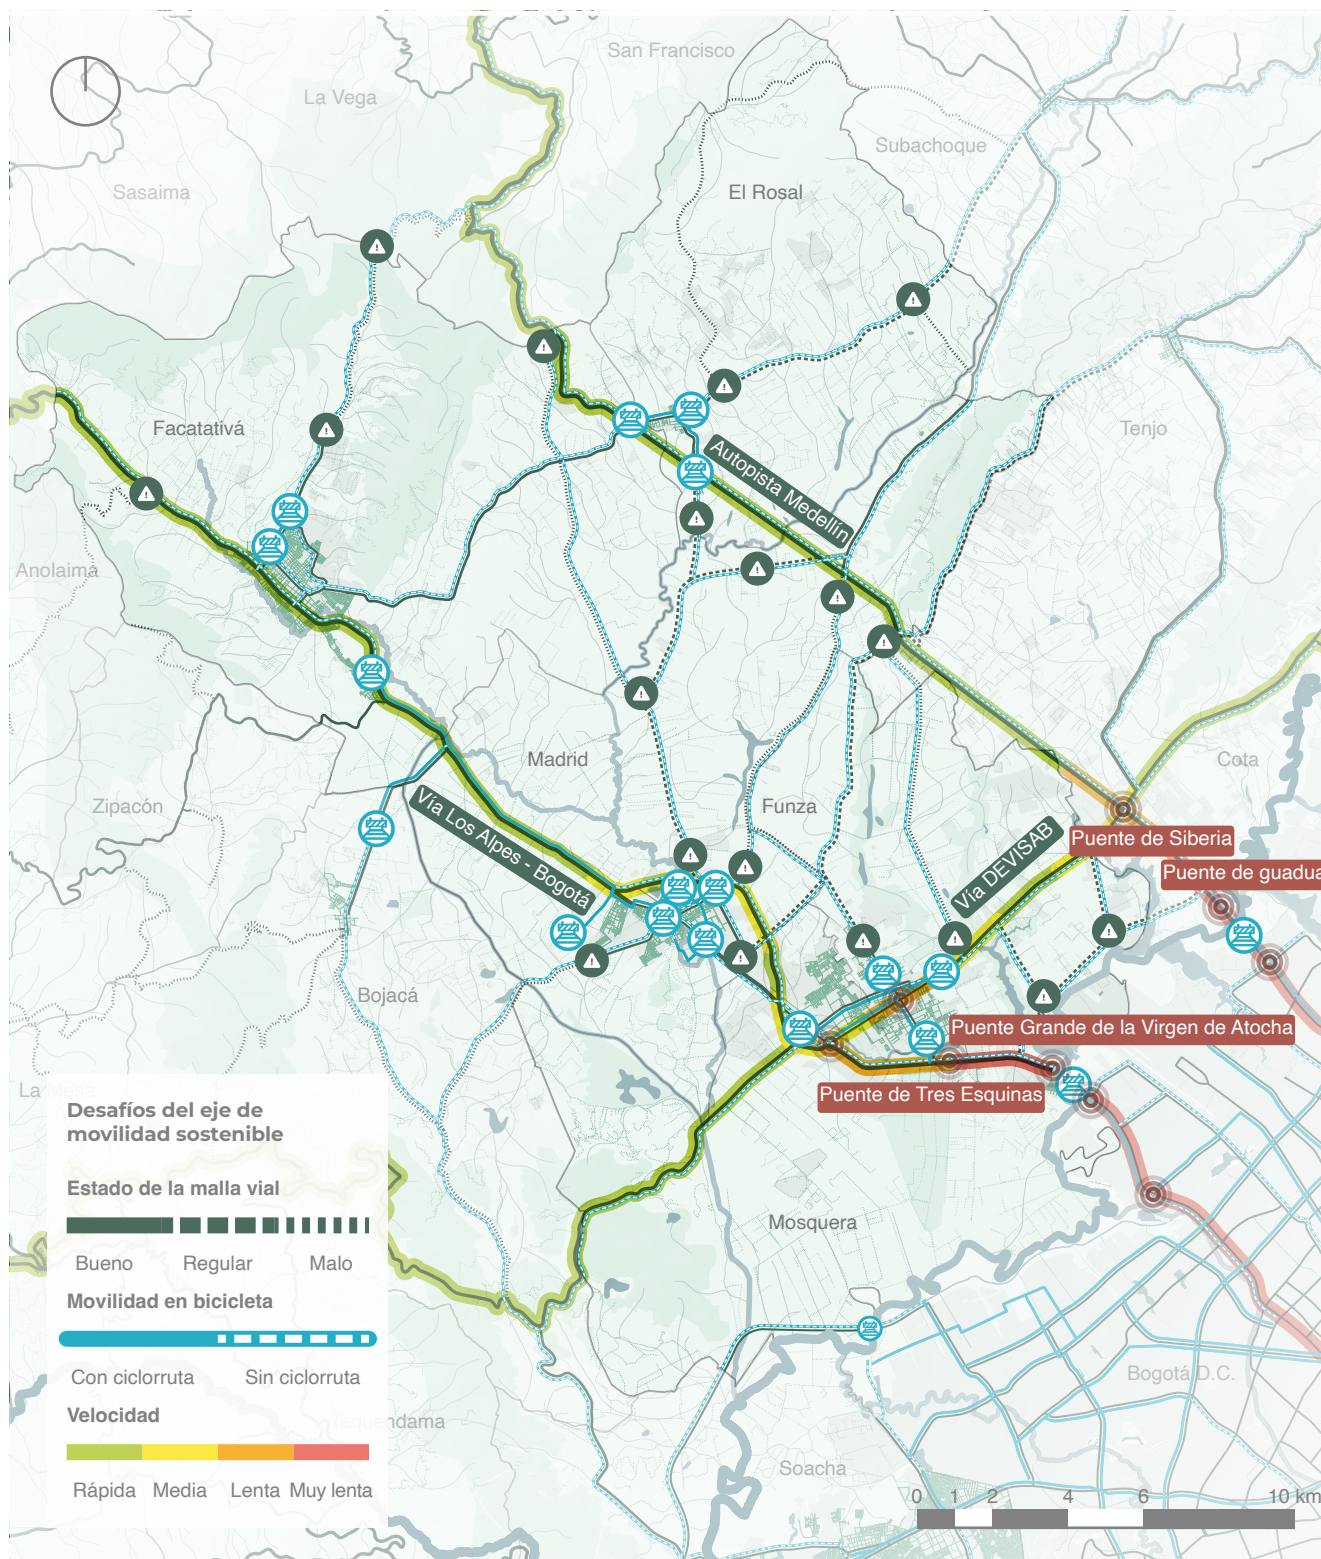 San Francisco
La Vega
Subachoque
Sasaima
El Rosal
Facatativá
Tenjo
Autopista Medellín
Anolaima
Madrid
Cota
Zipacón
Funza
Vía Los Alpes - Bogotá
Vía DEVISAB
Puente de Siberia
Puente de guadua
Bojacá
Puente Grande de la Virgen de Atocha
La Mesa
Puente de Tres Esquinas
Desafíos del eje de
movilidad sostenible
Estado de la malla vial
Bueno Regular Malo
Mosquera
Movilidad en bicicleta
Con ciclorruta Sin ciclorruta
Bogotá D.C.
Velocidad
Tequendama
Rápida Media Lenta Muy lenta
Soacha
0 1 2 4 6 10 km